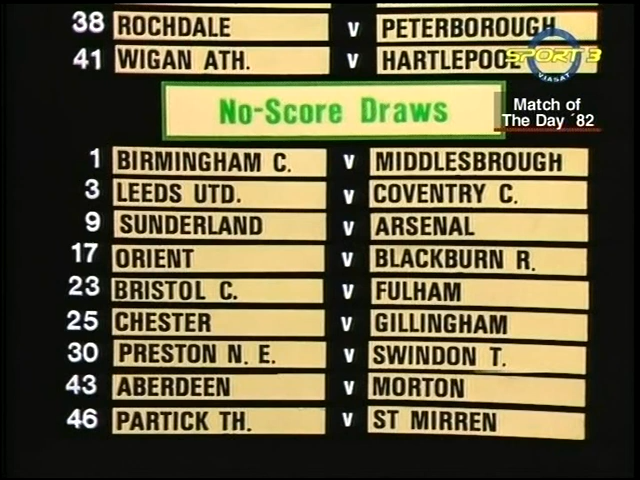 38 ROCHDALE v PETERBOROUGH
41 WIGAN ATH. v HARTLEPOOL
SPORT 3
VIASAT
No-Score Draws
Match of
The Day ´82
1 BIRMINGHAM C. v MIDDLESBROUGH
3 LEEDS UTD. v COVENTRY C.
9 SUNDERLAND v ARSENAL
17 ORIENT v BLACKBURN R.
23 BRISTOL C. v FULHAM
25 CHESTER v GILLINGHAM
30 PRESTON N. E. v SWINDON T.
43 ABERDEEN v MORTON
46 PARTICK TH. v ST MIRREN